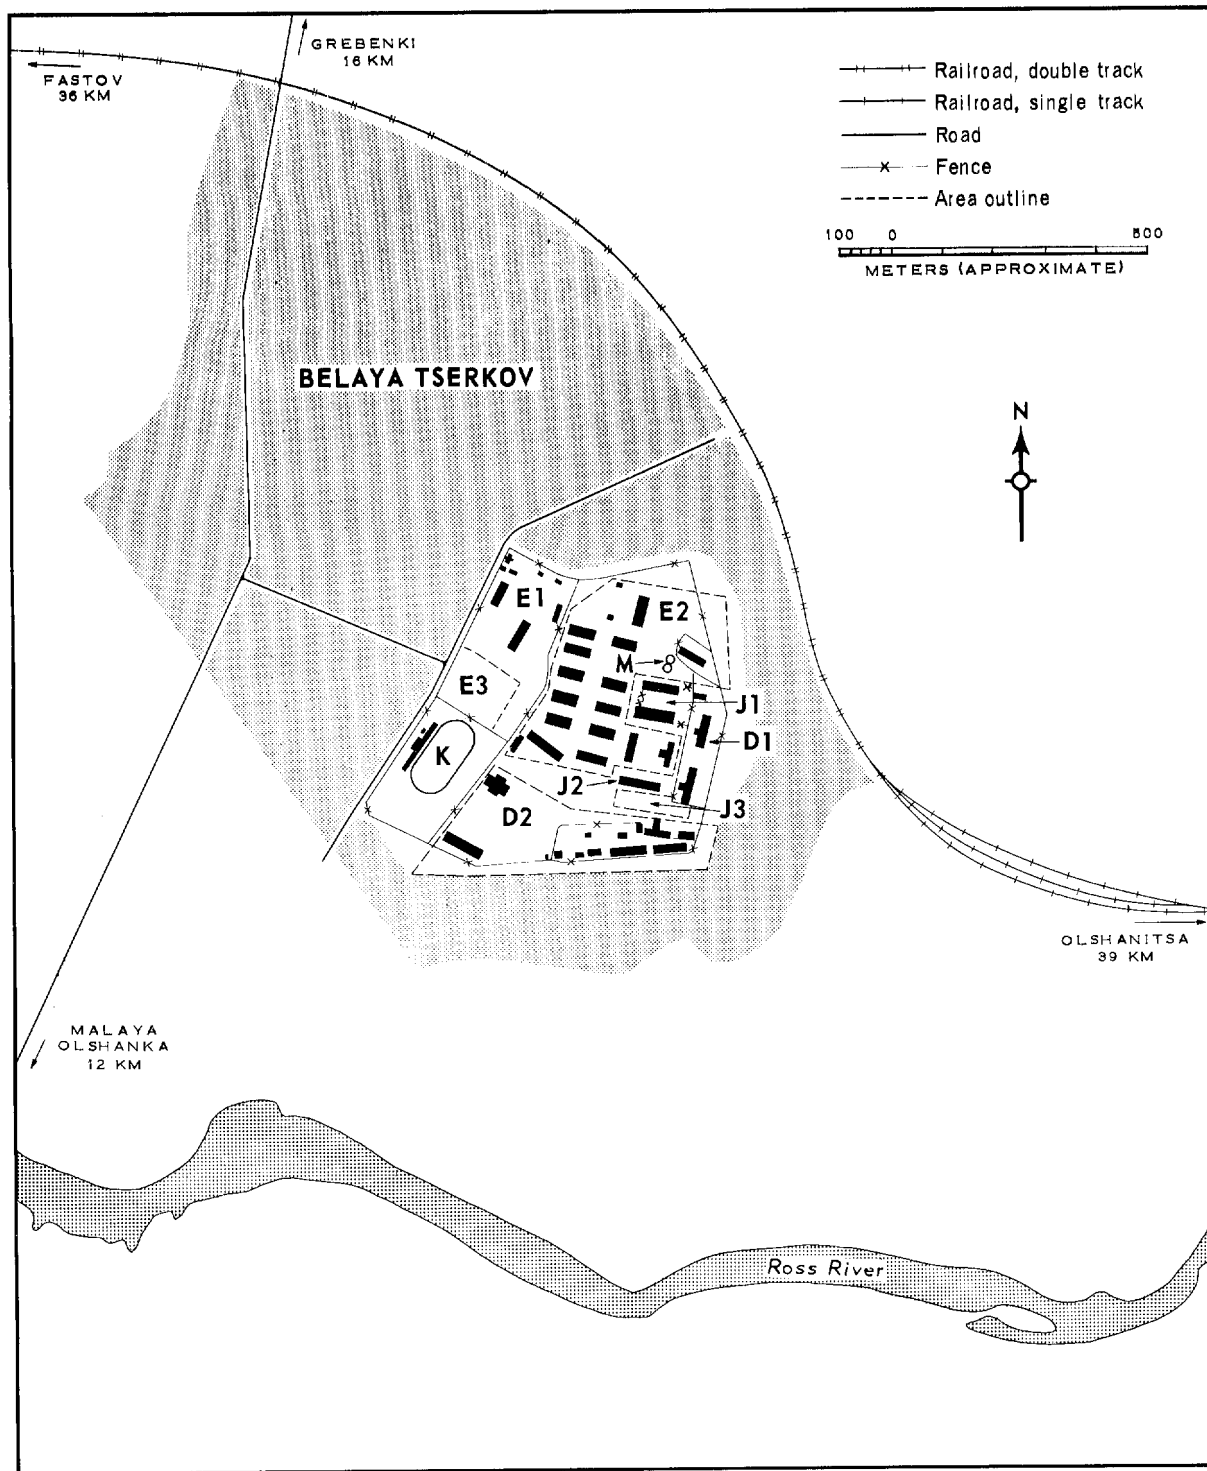 GREBENKI
16 KM
FASTOV
36 KM
Railroad, double track
Railroad, single track
Road
Fence
Area outline
100 0 500
METERS (APPROXIMATE)
BELAYA TSERKOV
N
E1
E2
M
E3
J1
D1
K
J2
D2
J3
OLSHANITSA
39 KM
MALAYA
OLSHANKA
12 KM
Ross River